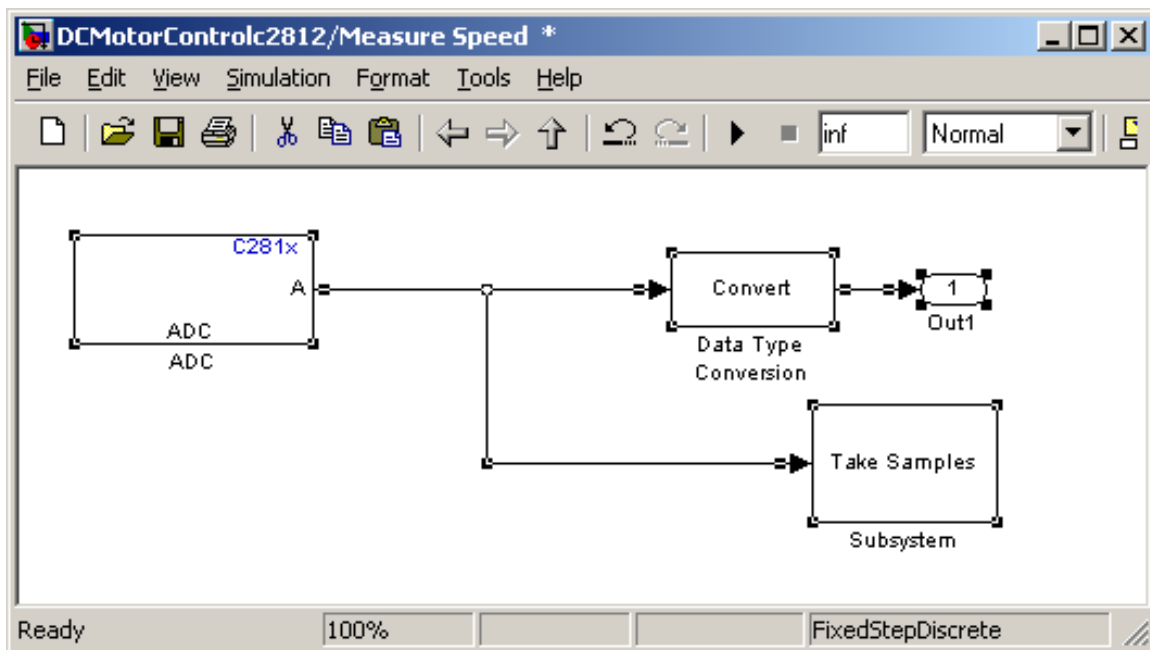 DCMotorControlc2812/Measure Speed *
File Edit View Simulation Format Tools Help
inf Normal
C281x
A
ADC
ADC
Convert
Data Type
Conversion
1
Out1
Take Samples
Subsystem
Ready 100% FixedStepDiscrete